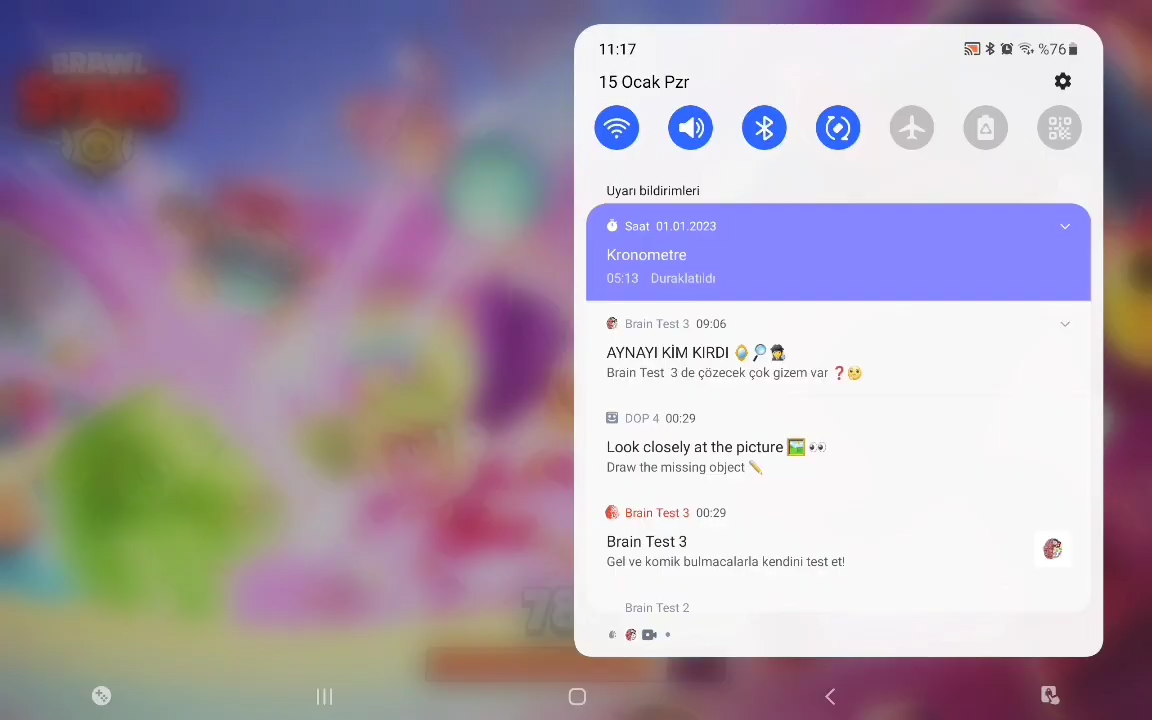 BRAWL
STARS
11:17
%76
15 Ocak Pzr
Uyarı bildirimleri
Saat 01.01.2023
Kronometre
05:13 Duraklatıldı
Brain Test 3 09:06
AYNAYI KİM KIRDI
Brain Test 3 de çözecek çok gizem var ❓🤔
DOP 4 00:29
Look closely at the picture 🖼️ 👀
Draw the missing object ✏️
Brain Test 3 00:29
Brain Test 3
Gel ve komik bulmacalarla kendini test et!
Brain Test 2